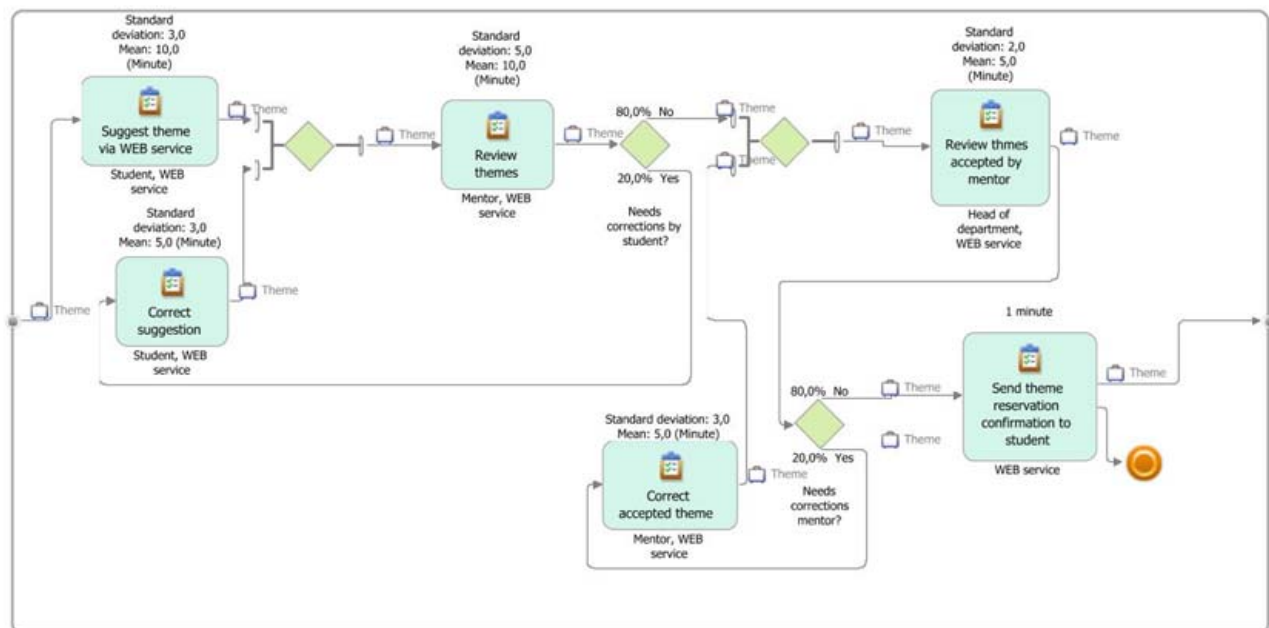 Standard
deviation: 3,0
Mean: 10,0
(Minute)
Suggest theme
via WEB service
Student, WEB
service
Theme
Standard
deviation: 3,0
Mean: 5,0 (Minute)
Correct
suggestion
Student, WEB
service
Theme
Theme
Theme
Standard
deviation: 5,0
Mean: 10,0
(Minute)
Review
themes
Mentor, WEB
service
Theme
80,0% No
20,0% Yes
Needs
corrections by
student?
Theme
Theme
Theme
Standard
deviation: 2,0
Mean: 5,0
(Minute)
Review thmes
accepted by
mentor
Head of
department,
WEB service
Theme
Standard deviation: 3,0
Mean: 5,0 (Minute)
Correct
accepted theme
Mentor, WEB
service
Theme
80,0% No
20,0% Yes
Needs
corrections
mentor?
Theme
Theme
1 minute
Send theme
reservation
confirmation to
student
WEB service
Theme